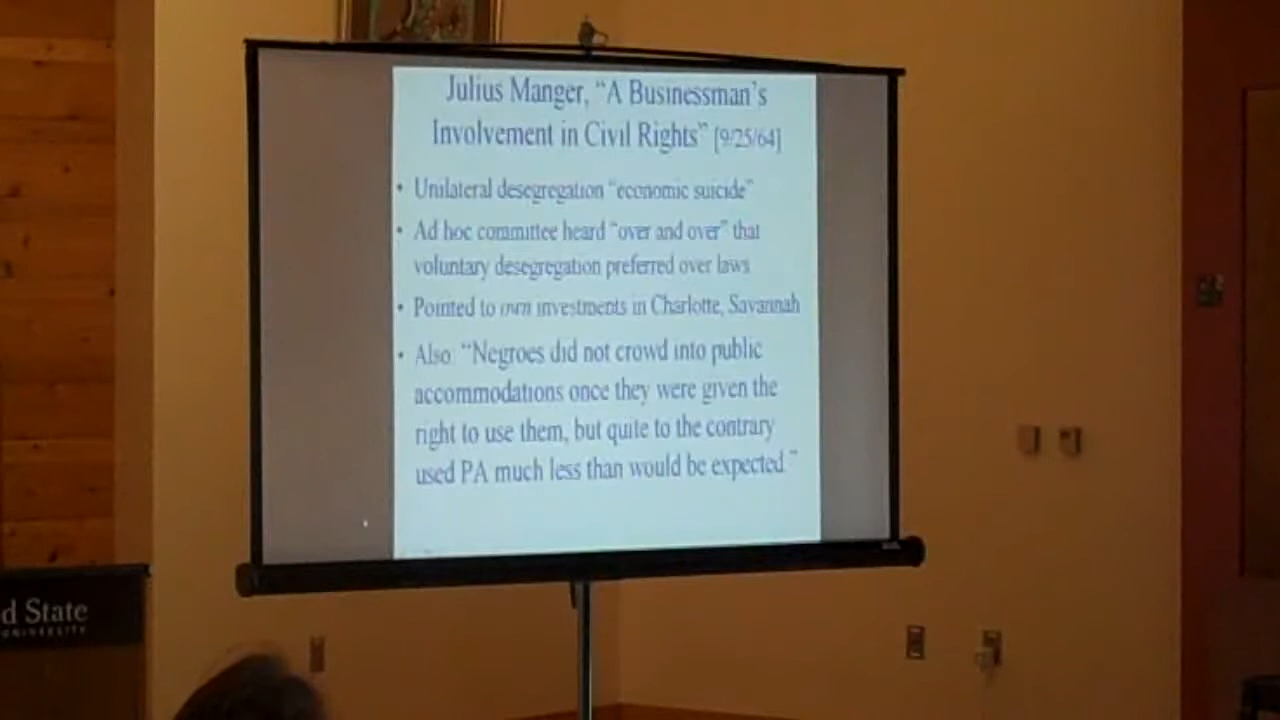 Julius Manger, “A Businessman’s
Involvement in Civil Rights” [9/25/64]
• Unilateral desegregation “economic suicide”
• Ad hoc committee heard “over and over” that
voluntary desegregation preferred over laws
• Pointed to own investments in Charlotte, Savannah
• Also: “Negroes did not crowd into public
accommodations once they were given the
right to use them, but quite to the contrary
used PA much less than would be expected.”
d State
UNIVERSITY